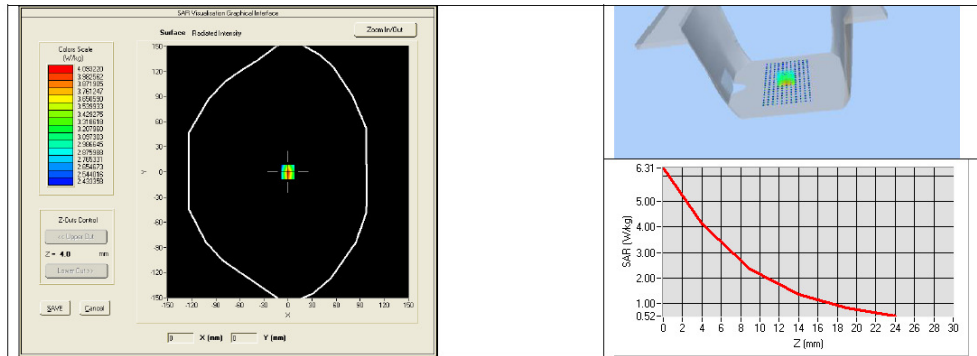 SAR Visualisation Graphical Interface
Surface Radiated Intensity
Zoom In/Out
Colors Scale
(W/kg)
4.093220
3.982562
3.871905
3.761247
3.650590
3.539933
3.429275
3.318618
3.207960
3.097303
2.986645
2.875988
2.765331
2.654673
2.544016
2.433358
Z-Cuts Control
<< Upper Cut
Z = 4.0 mm
Lower Cut >>
SAVE Cancel
150
120
90
60
30
0
-30
-60
-90
-120
-150
Y
-150 -120 -90 -60 -30 0 30 60 90 120 150
X
0 X (mm) 0 Y (mm)
6.31
5.00
4.00
3.00
2.00
1.00
0.52
SAR (W/kg)
0 2 4 6 8 10 12 14 16 18 20 22 24 26 28 30
Z (mm)